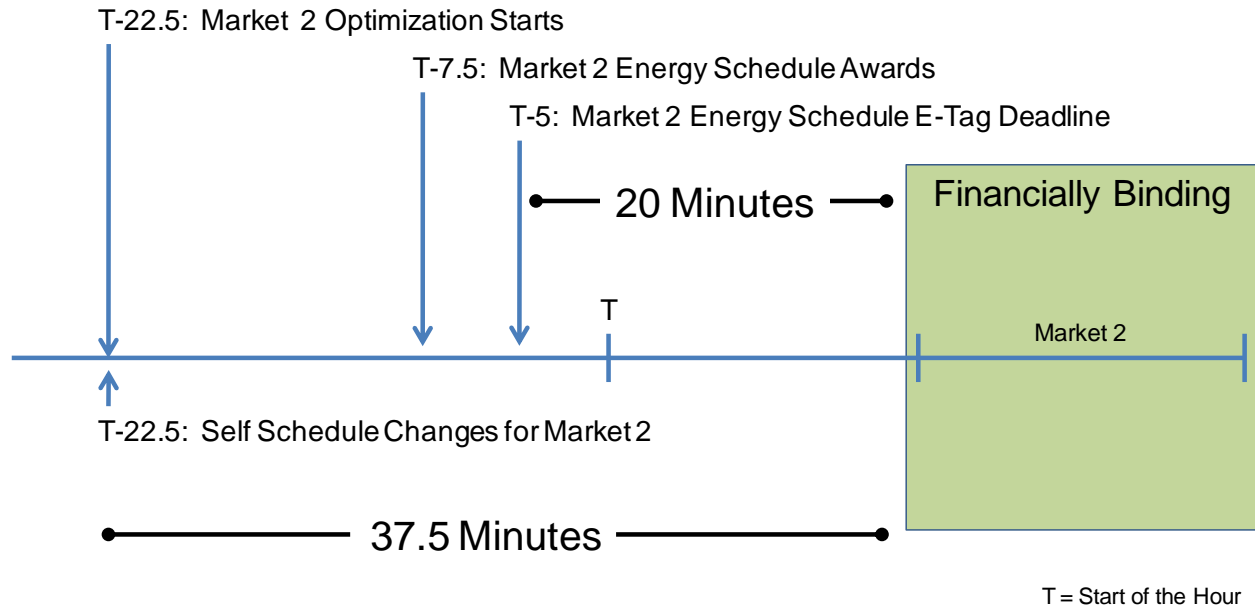 T-22.5: Market 2 Optimization Starts
T-7.5: Market 2 Energy Schedule Awards
T-5: Market 2 Energy Schedule E-Tag Deadline
20 Minutes
Financially Binding
T
Market 2
T-22.5: Self Schedule Changes for Market 2
37.5 Minutes
T = Start of the Hour